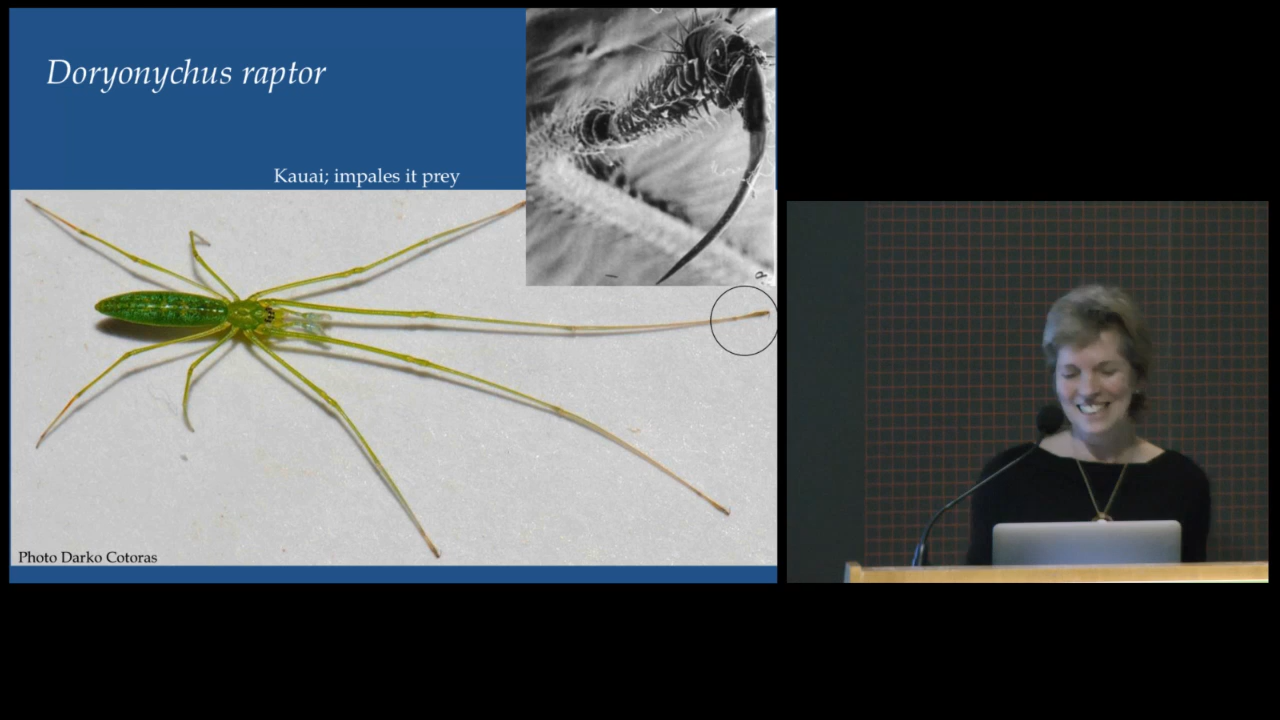 Doryonychus raptor
Kauai; impales it prey
Photo Darko Cotoras